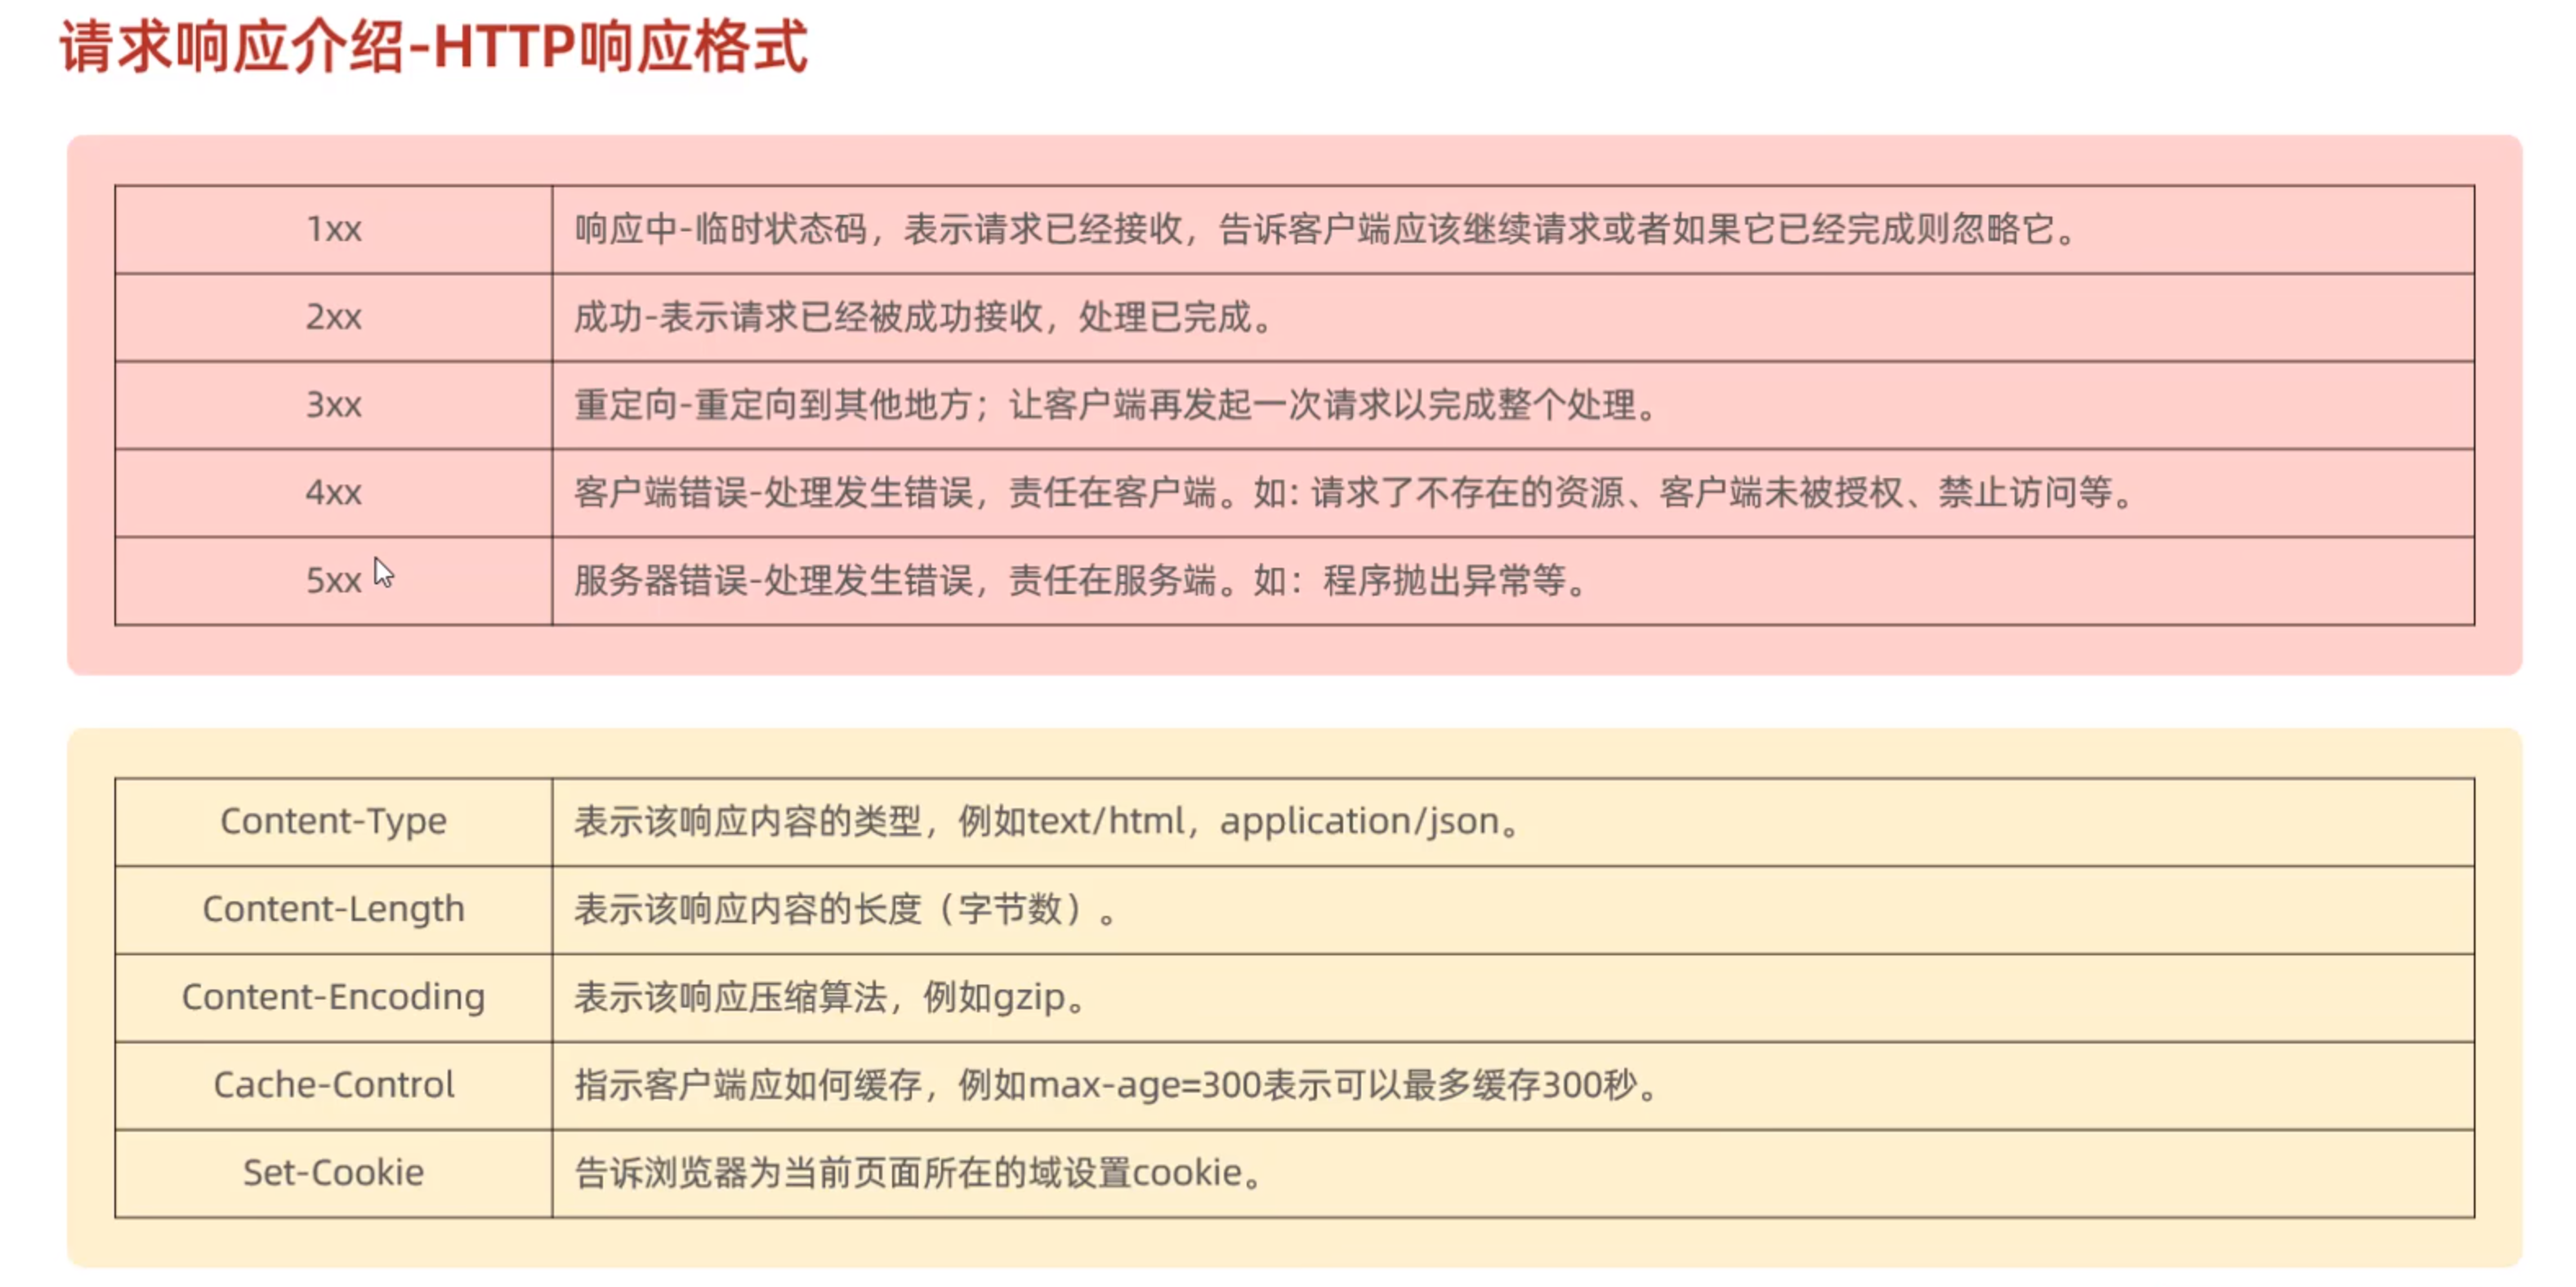 请求响应介绍-HTTP响应格式
1xx 响应中-临时状态码，表示请求已经接收，告诉客户端应该继续请求或者如果它已经完成则忽略它。
2xx 成功-表示请求已经被成功接收，处理已完成。
3xx 重定向-重定向到其他地方；让客户端再发起一次请求以完成整个处理。
4xx 客户端错误-处理发生错误，责任在客户端。如: 请求了不存在的资源、客户端未被授权、禁止访问等。
5xx 服务器错误-处理发生错误，责任在服务端。如：程序抛出异常等。
Content-Type 表示该响应内容的类型，例如text/html，application/json。
Content-Length 表示该响应内容的长度（字节数）。
Content-Encoding 表示该响应压缩算法，例如gzip。
Cache-Control 指示客户端应如何缓存，例如max-age=300表示可以最多缓存300秒。
Set-Cookie 告诉浏览器为当前页面所在的域设置cookie。